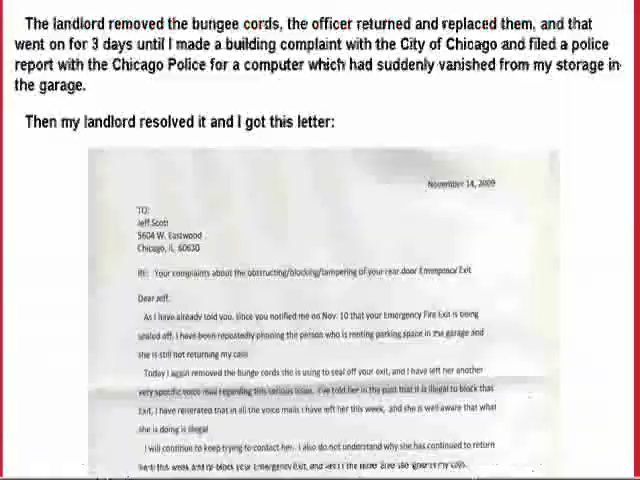 The landlord removed the bungee cords, the officer returned and replaced them, and that
went on for 3 days until I made a building complaint with the City of Chicago and filed a police
report with the Chicago Police for a computer which had suddenly vanished from my storage in
the garage.
Then my landlord resolved it and I got this letter:
November 14, 2009
TO:
Jeff Scott
5604 W. Eastwood
Chicago, IL 60630
RE: Your complaints about the obstructing/blocking/tampering of your rear door Emergency Exit
Dear Jeff,
As I have already told you, since you notified me on Nov. 10 that your Emergency Fire Exit is being
sealed off, I have been repeatedly phoning the person who is renting parking space in the garage and
she is still not returning my calls
Today I again removed the bunge cords she is using to seal off your exit, and I have left her another
very specific voice mail regarding this serious issue. I've told her in the past that it is illegal to block that
Exit, I have reiterated that in all the voice mails I have left her this week, and she is well aware that what
she is doing is illegal
I will continue to keep trying to contact her. I also do not understand why she has continued to return
this week and re-block your Emergency Exit, and